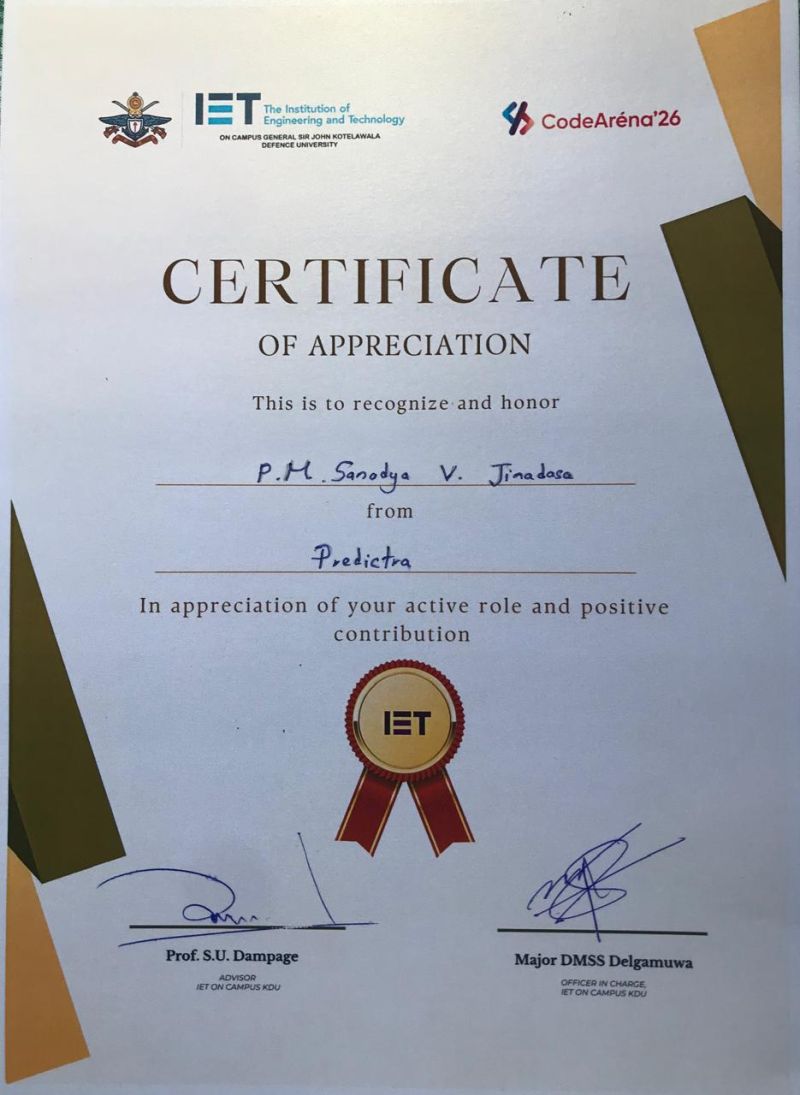 IET The Institution of
Engineering and Technology
ON CAMPUS GENERAL SIR JOHN KOTELAWALA
DEFENCE UNIVERSITY
CodeAréna'26
CERTIFICATE
OF APPRECIATION
This is to recognize and honor
P.M. Sanodya V. Jinadasa
from
Predictra
In appreciation of your active role and positive
contribution
IET
Prof. S.U. Dampage
ADVISOR
IET ON CAMPUS KDU
Major DMSS Delgamuwa
OFFICER IN CHARGE,
IET ON CAMPUS KDU